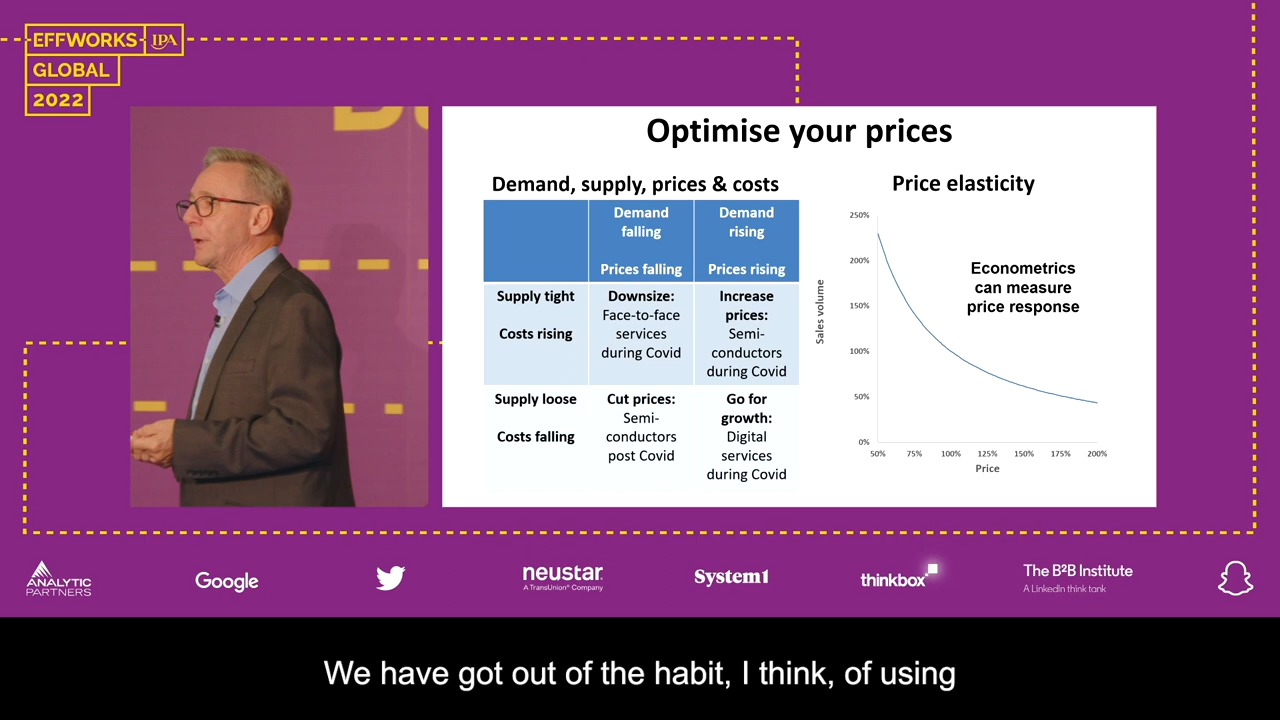 EFFWORKS IPA
GLOBAL
2022
Optimise your prices
Demand, supply, prices & costs
Demand
falling
Prices falling
Demand
rising
Prices rising
Supply tight
Costs rising
Downsize:
Face-to-face
services
during Covid
Increase
prices:
Semi-
conductors
during Covid
Supply loose
Costs falling
Cut prices:
Semi-
conductors
post Covid
Go for
growth:
Digital
services
during Covid
Price elasticity
Econometrics
can measure
price response
Sales volume
250%
200%
150%
100%
50%
0%
50% 75% 100% 125% 150% 175% 200%
Price
ANALYTIC
PARTNERS
Google
neustar
A TransUnion® Company
System1
thinkbox
The B²B Institute
A LinkedIn think tank
We have got out of the habit, I think, of using